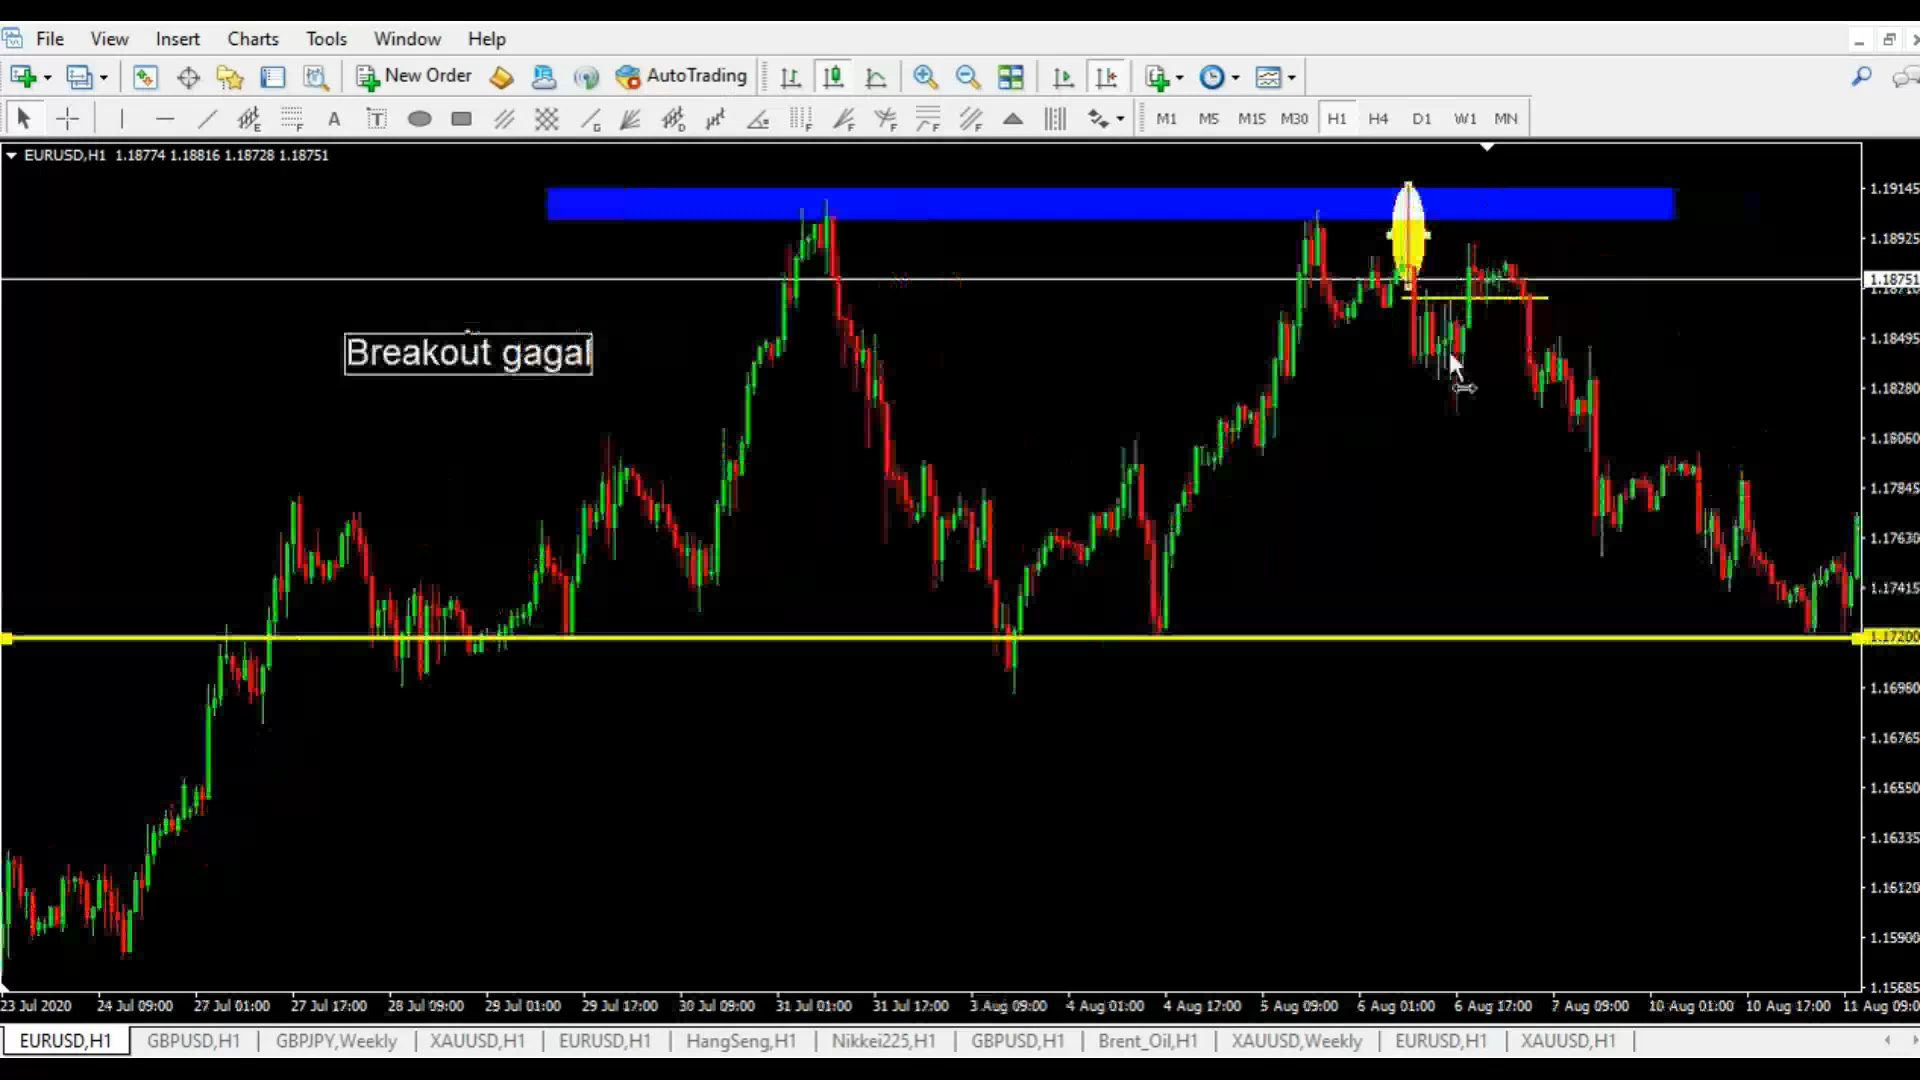 File View Insert Charts Tools Window Help
New Order AutoTrading
A T M1 M5 M15 M30 H1 H4 D1 W1 MN
EURUSD,H1 1.18774 1.18816 1.18728 1.18751
1.19145
1.18925
1.18751
1.18495
Breakout gagal
1.18280
1.18060
1.17845
1.17630
1.17415
1.17200
1.16980
1.16765
1.16550
1.16335
1.16120
1.15900
1.15685
23 Jul 2020 24 Jul 09:00 27 Jul 01:00 27 Jul 17:00 28 Jul 09:00 29 Jul 01:00 29 Jul 17:00 30 Jul 09:00 31 Jul 01:00 31 Jul 17:00 3 Aug 09:00 4 Aug 01:00 4 Aug 17:00 5 Aug 09:00 6 Aug 01:00 6 Aug 17:00 7 Aug 09:00 10 Aug 01:00 10 Aug 17:00 11 Aug 09:00
EURUSD,H1 GBPUSD,H1 GBPJPY,Weekly XAUUSD,H1 EURUSD,H1 HangSeng,H1 Nikkei225,H1 GBPUSD,H1 Brent_Oil,H1 XAUUSD,Weekly EURUSD,H1 XAUUSD,H1